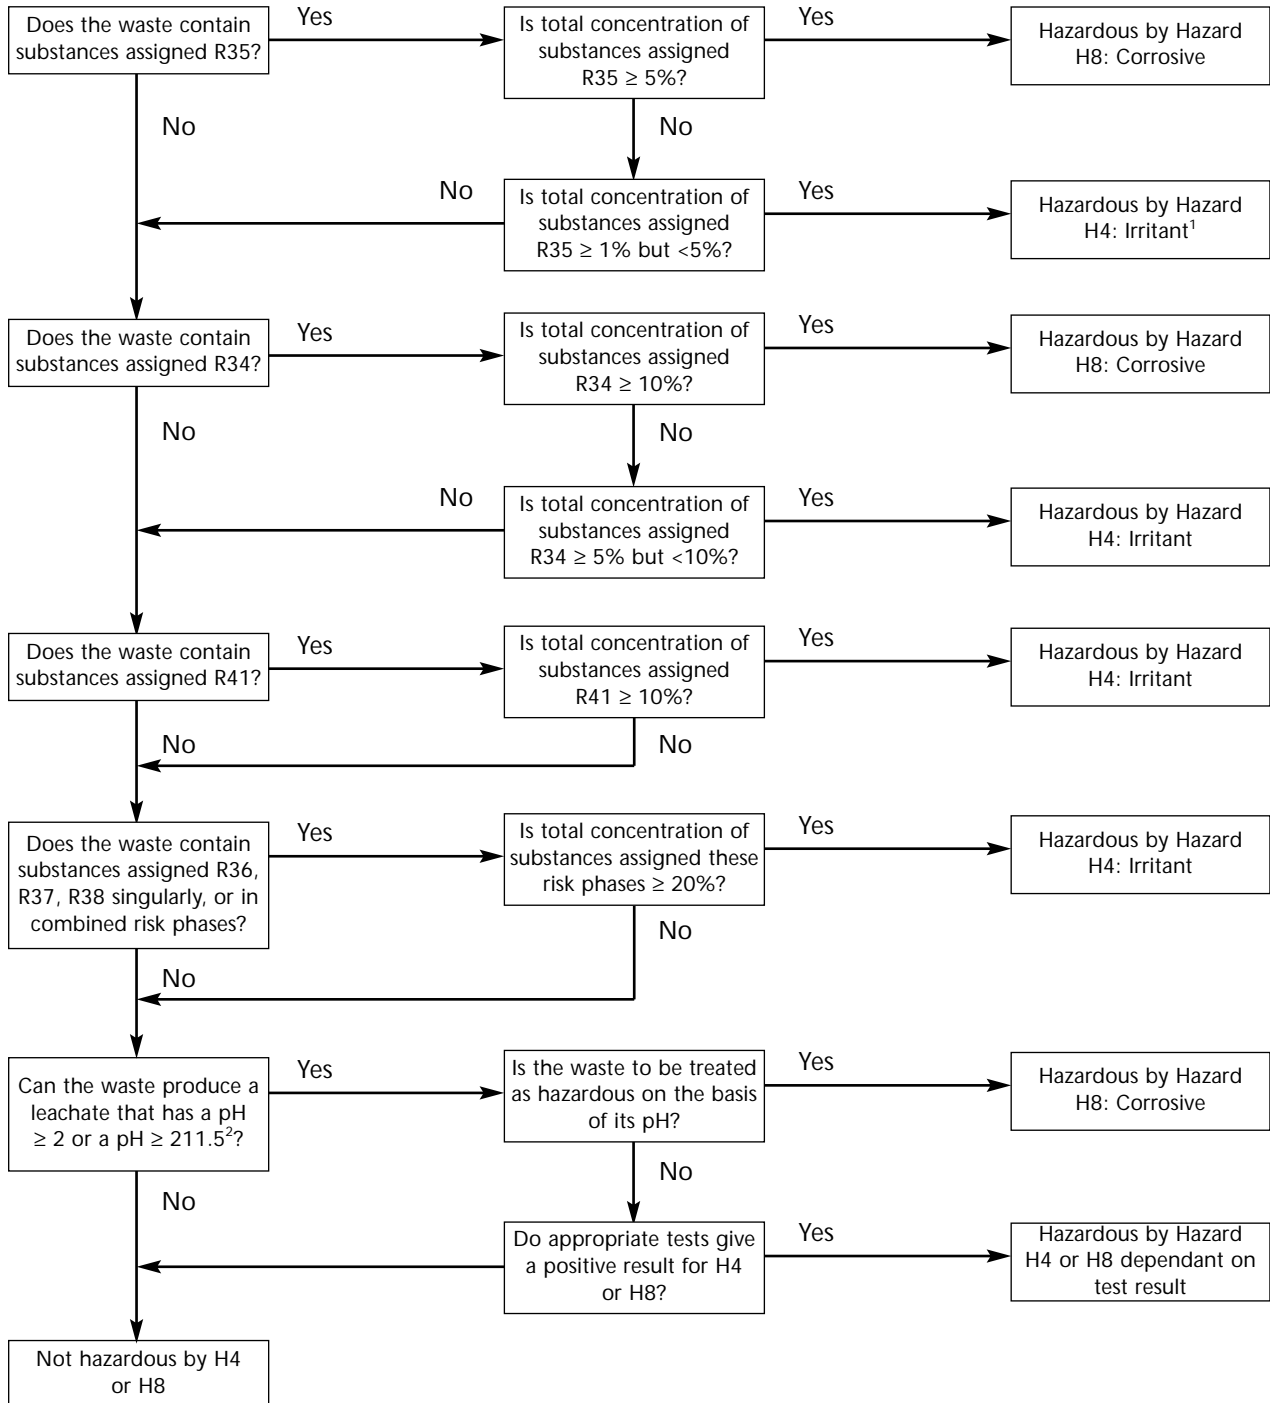 Does the waste contain
substances assigned R35?
Yes
Is total concentration of
substances assigned
R35 ≥ 5%?
Yes
Hazardous by Hazard
H8: Corrosive
No
No
Is total concentration of
substances assigned
R35 ≥ 1% but <5%?
No
Yes
Hazardous by Hazard
H4: Irritant¹
Does the waste contain
substances assigned R34?
Yes
Is total concentration of
substances assigned
R34 ≥ 10%?
Yes
Hazardous by Hazard
H8: Corrosive
No
No
Is total concentration of
substances assigned
R34 ≥ 5% but <10%?
No
Yes
Hazardous by Hazard
H4: Irritant
Does the waste contain
substances assigned R41?
Yes
Is total concentration of
substances assigned
R41 ≥ 10%?
Yes
Hazardous by Hazard
H4: Irritant
No
No
Does the waste contain
substances assigned R36,
R37, R38 singularly, or in
combined risk phases?
Yes
Is total concentration of
substances assigned these
risk phases ≥ 20%?
Yes
Hazardous by Hazard
H4: Irritant
No
No
Can the waste produce a
leachate that has a pH
≥ 2 or a pH ≥ 211.5²?
Yes
Is the waste to be treated
as hazardous on the basis
of its pH?
Yes
Hazardous by Hazard
H8: Corrosive
No
No
Do appropriate tests give
a positive result for H4
or H8?
Yes
Hazardous by Hazard
H4 or H8 dependant on
test result
Not hazardous by H4
or H8